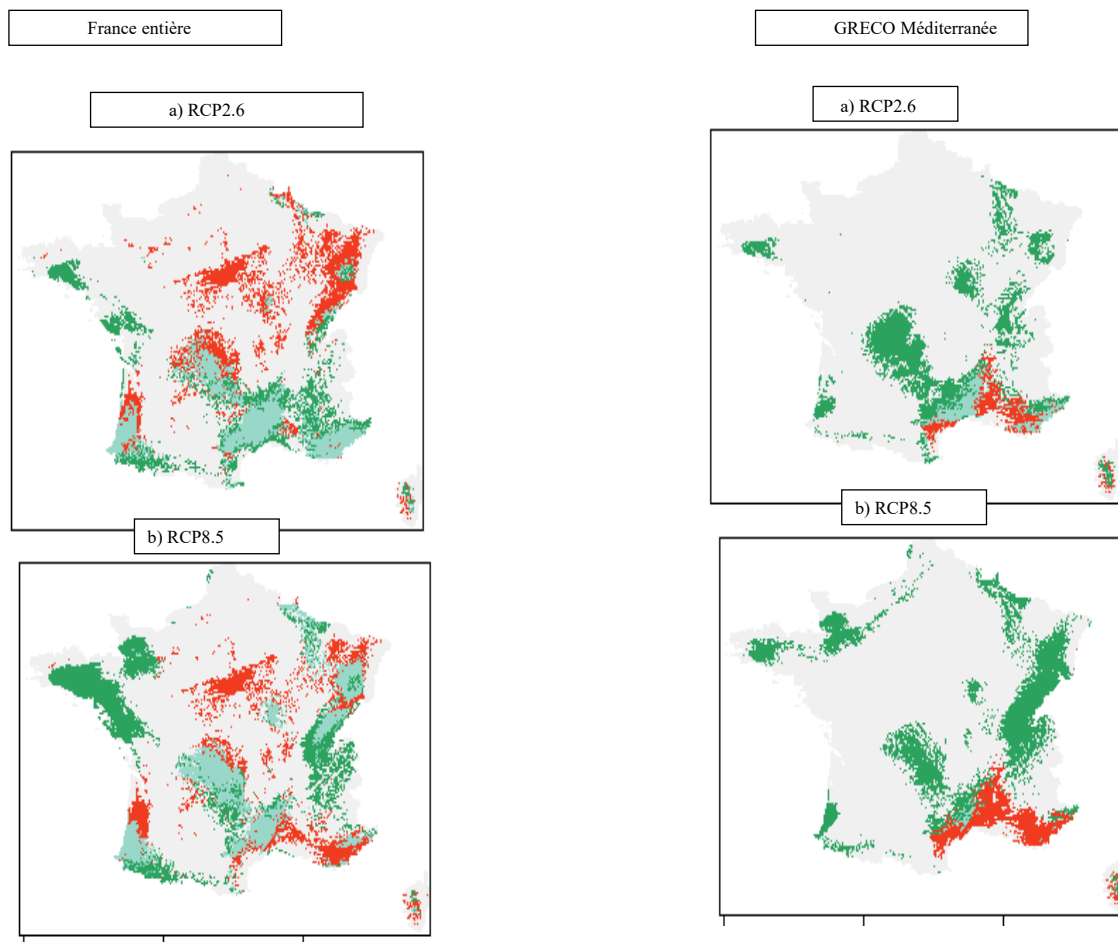 France entière
GRECO Méditerranée
a) RCP2.6
a) RCP2.6
b) RCP8.5
b) RCP8.5